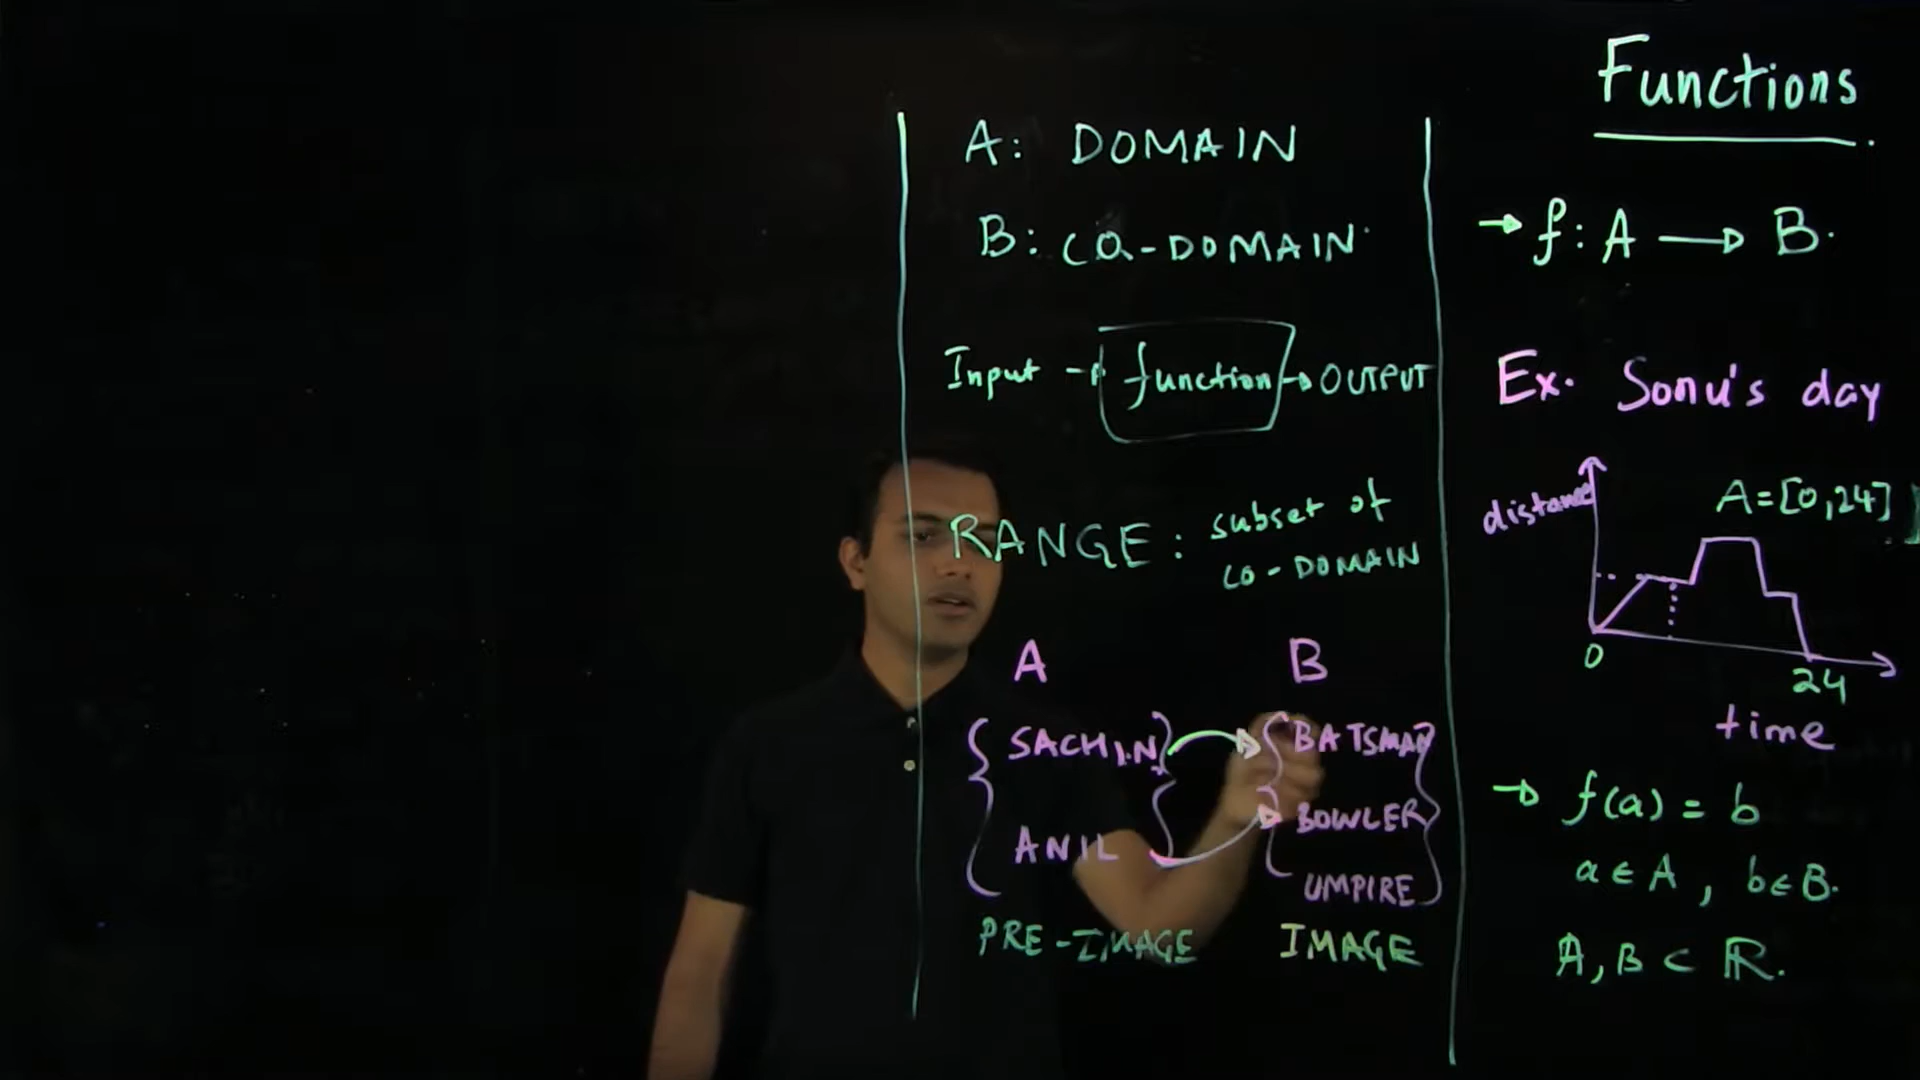 Functions
A: DOMAIN
B: CO-DOMAIN
Input → function → OUTPUT
RANGE: subset of
CO-DOMAIN
A B
{ SACHIN } { BATSMAN }
ANIL BOWLER
UMPIRE
PRE-IMAGE IMAGE
→ f: A → B.
Ex. Sonu's day
distance
A=[0,24]
0
24
time
→ f(a) = b
a ∈ A, b ∈ B.
A, B ⊂ ℝ.